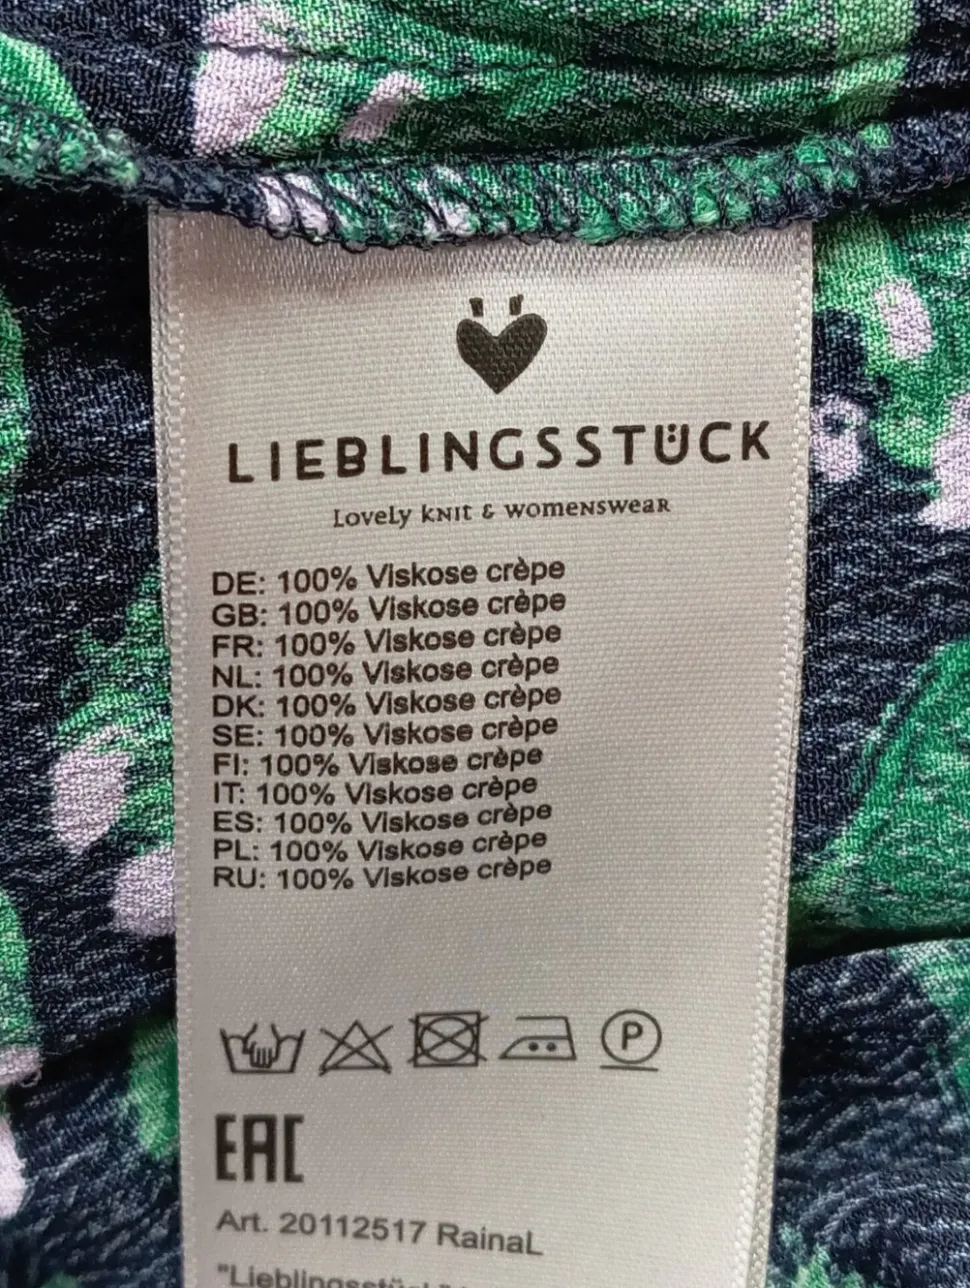 LIEBLINGSSTÜCK
Lovely knit & womenswear
DE: 100% Viskose crèpe
GB: 100% Viskose crèpe
FR: 100% Viskose crèpe
NL: 100% Viskose crèpe
DK: 100% Viskose crèpe
SE: 100% Viskose crèpe
FI: 100% Viskose crèpe
IT: 100% Viskose crèpe
ES: 100% Viskose crèpe
PL: 100% Viskose crèpe
RU: 100% Viskose crèpe
P
EAC
Art. 20112517 RainaL
"Lieblingsstück"